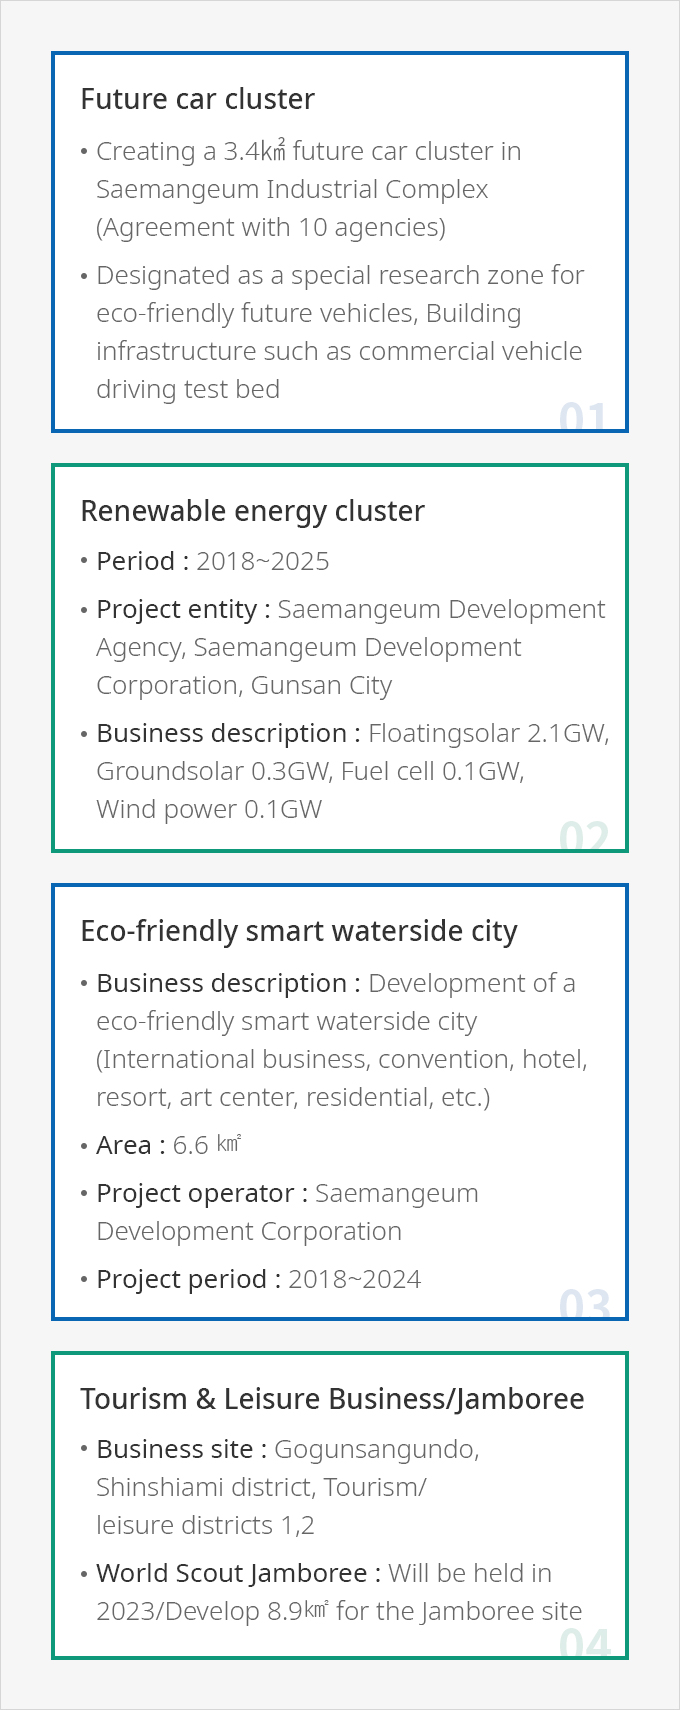 Future car cluster
• Creating a 3.4㎢ future car cluster in
Saemangeum Industrial Complex
(Agreement with 10 agencies)
• Designated as a special research zone for
eco-friendly future vehicles, Building
infrastructure such as commercial vehicle
driving test bed
01
Renewable energy cluster
• Period : 2018~2025
• Project entity : Saemangeum Development
Agency, Saemangeum Development
Corporation, Gunsan City
• Business description : Floatingsolar 2.1GW,
Groundsolar 0.3GW, Fuel cell 0.1GW,
Wind power 0.1GW
02
Eco-friendly smart waterside city
• Business description : Development of a
eco-friendly smart waterside city
(International business, convention, hotel,
resort, art center, residential, etc.)
• Area : 6.6 ㎢
• Project operator : Saemangeum
Development Corporation
• Project period : 2018~2024
03
Tourism & Leisure Business/Jamboree
• Business site : Gogunsangundo,
Shinshiami district, Tourism/
leisure districts 1,2
• World Scout Jamboree : Will be held in
2023/Develop 8.9㎢ for the Jamboree site
04